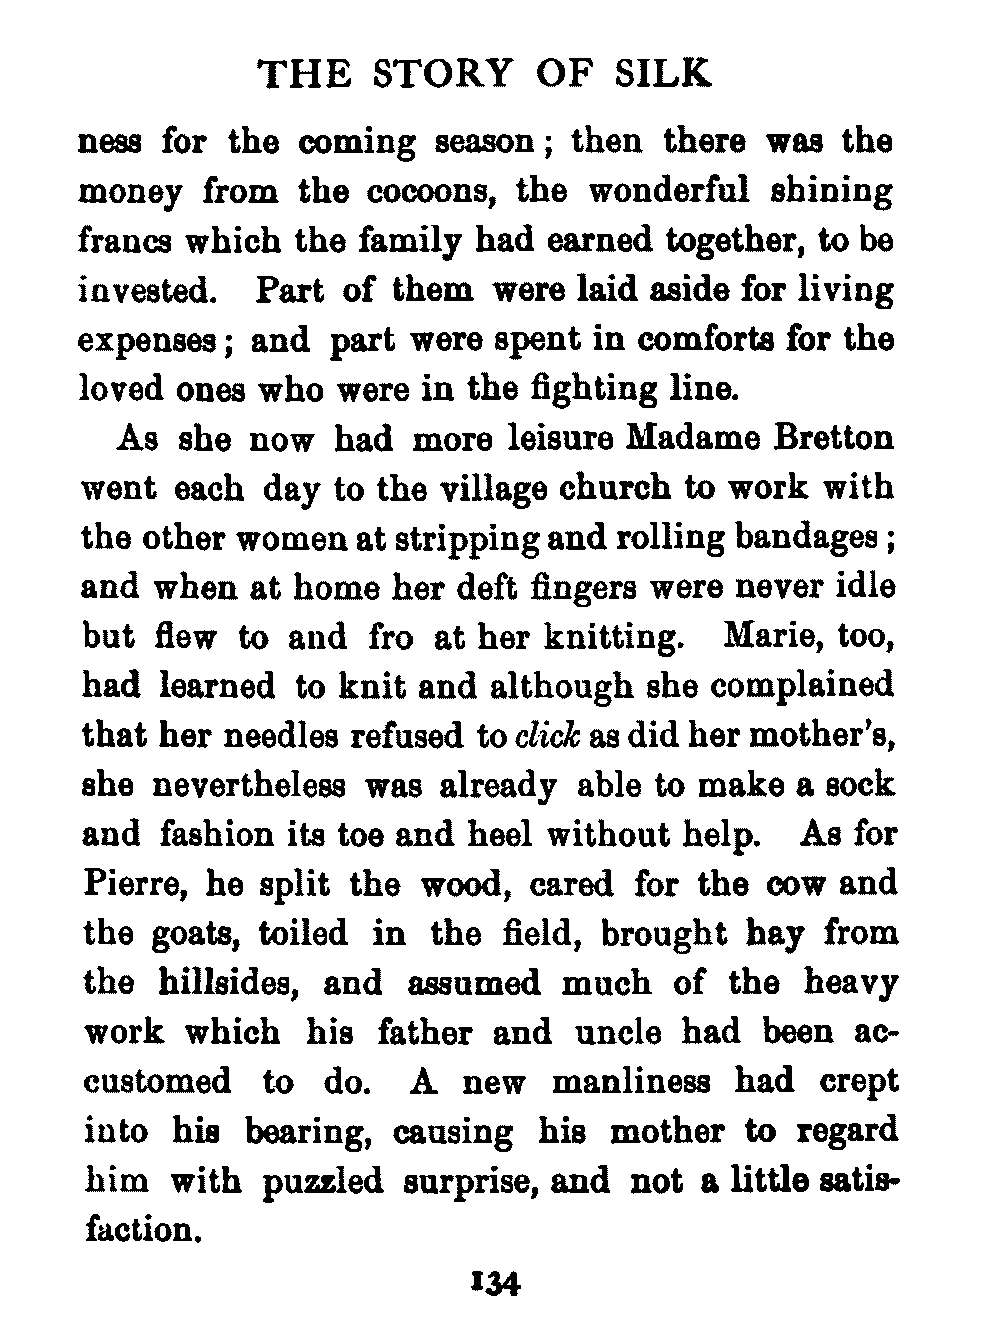 THE STORY OF SILK
ness for the coming season; then there was the
money from the cocoons, the wonderful shining
francs which the family had earned together, to be
invested. Part of them were laid aside for living
expenses; and part were spent in comforts for the
loved ones who were in the fighting line.
As she now had more leisure Madame Bretton
went each day to the village church to work with
the other women at stripping and rolling bandages;
and when at home her deft fingers were never idle
but flew to and fro at her knitting. Marie, too,
had learned to knit and although she complained
that her needles refused to click as did her mother's,
she nevertheless was already able to make a sock
and fashion its toe and heel without help. As for
Pierre, he split the wood, cared for the cow and
the goats, toiled in the field, brought hay from
the hillsides, and assumed much of the heavy
work which his father and uncle had been ac-
customed to do. A new manliness had crept
into his bearing, causing his mother to regard
him with puzzled surprise, and not a little satis-
faction.
134